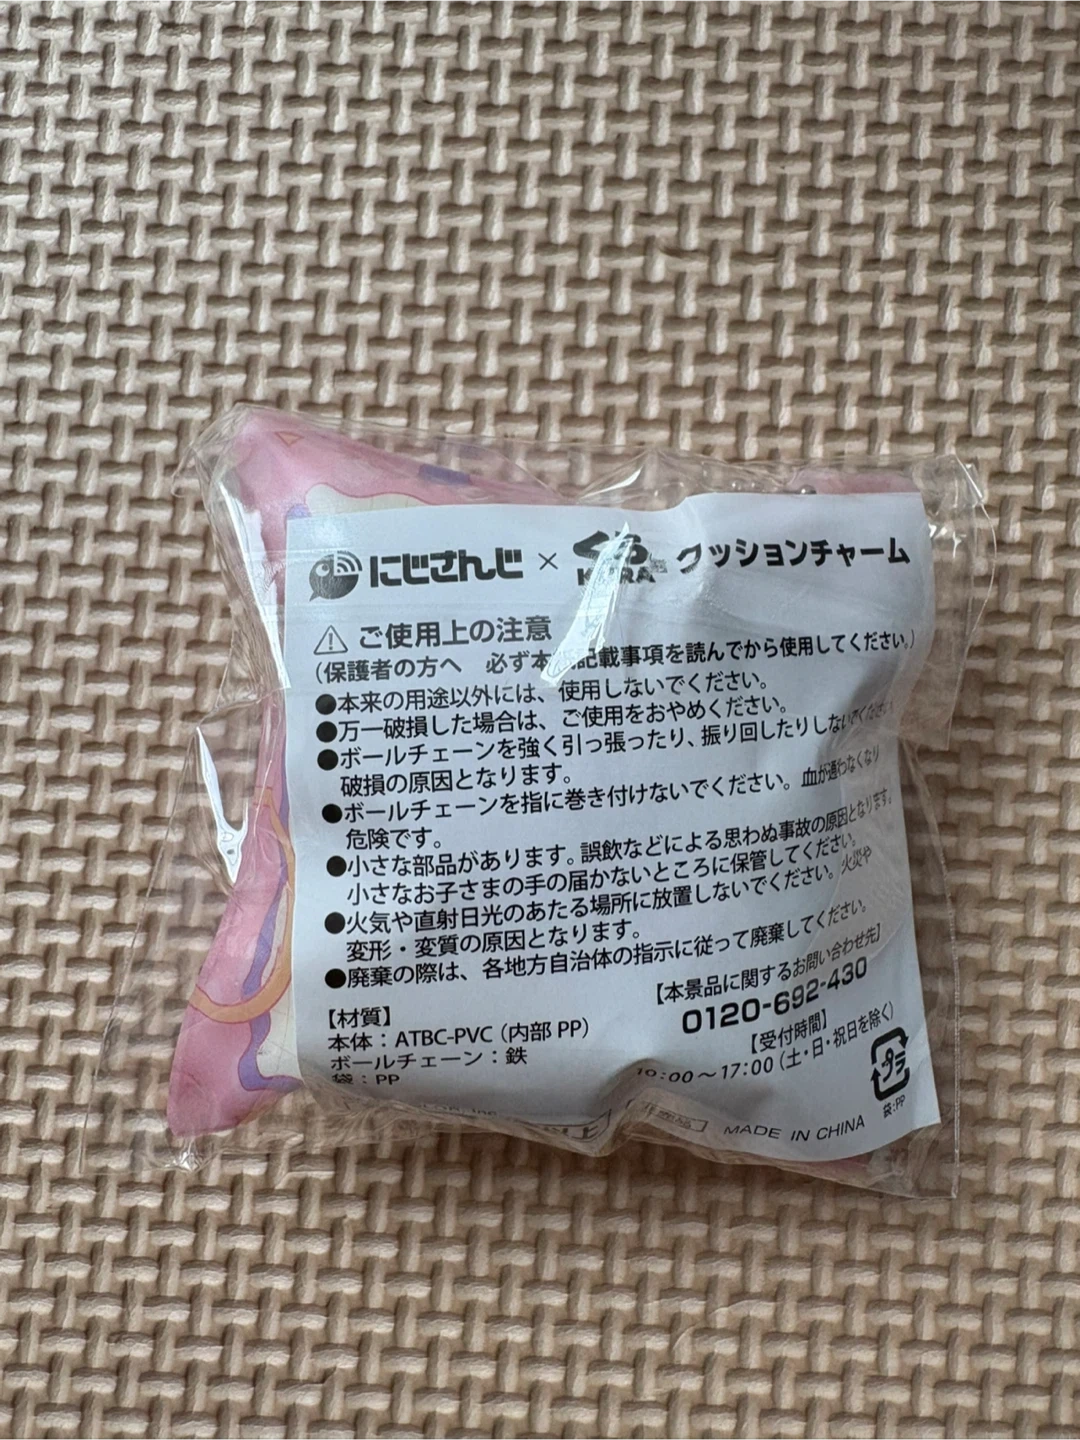 にじさんじ × くら KURA クッションチャーム
ご使用上の注意
(保護者の方へ 必ず本 記載事項を読んでから使用してください。)
●本来の用途以外には、使用しないでください。
●万一破損した場合は、ご使用をおやめください。
●ボールチェーンを強く引っ張ったり、振り回したりしないでください。
破損の原因となります。
●ボールチェーンを指に巻き付けないでください。血が通わなくなり
危険です。
●小さな部品があります。誤飲などによる思わぬ事故の原因となります。
小さなお子さまの手の届かないところに保管してください。
●火気や直射日光のあたる場所に放置しないでください。火災や
変形・変質の原因となります。
●廃棄の際は、各地方自治体の指示に従って廃棄してください。
【材質】
本体：ATBC-PVC（内部 PP）
ボールチェーン：鉄
袋：PP
【本景品に関するお問い合わせ先】
0120-692-430
【受付時間】
10:00～17:00（土・日・祝日を除く）
プラ
袋:PP
MADE IN CHINA